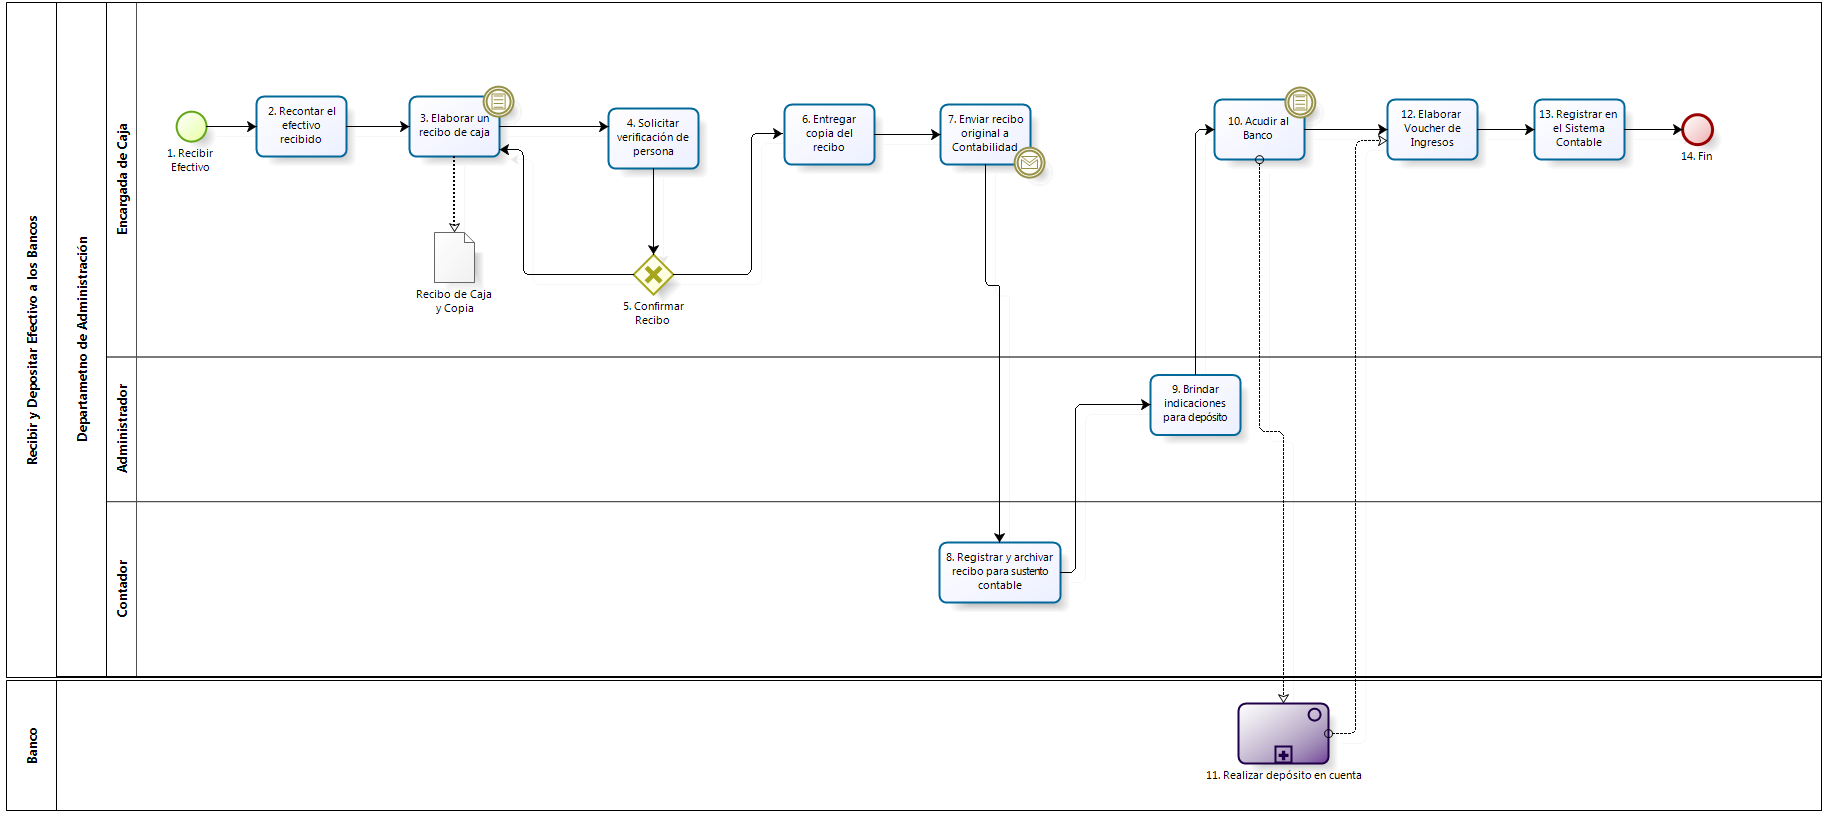 Recibir y Depositar Efectivo a los Bancos
Departametno de Administración
Encargada de Caja
1. Recibir
Efectivo
2. Recontar el
efectivo
recibido
3. Elaborar un
recibo de caja
Recibo de Caja
y Copia
4. Solicitar
verificación de
persona
5. Confirmar
Recibo
6. Entregar
copia del
recibo
7. Enviar recibo
original a
Contabilidad
10. Acudir al
Banco
12. Elaborar
Voucher de
Ingresos
13. Registrar en
el Sistema
Contable
14. Fin
Administrador
9. Brindar
indicaciones
para depósito
Contador
8. Registrar y archivar
recibo para sustento
contable
Banco
11. Realizar depósito en cuenta